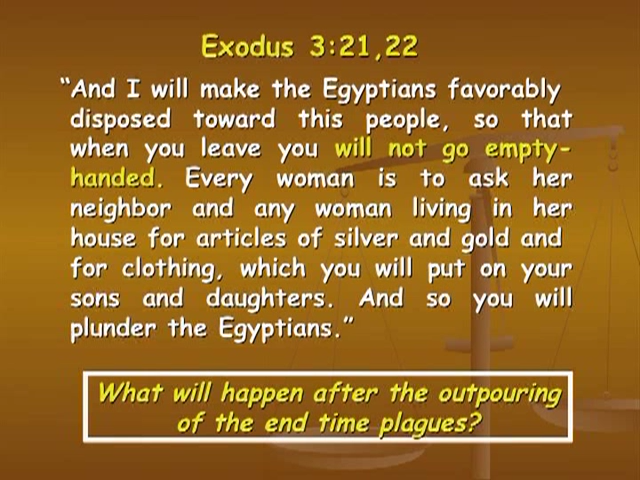 Exodus 3:21,22
“And I will make the Egyptians favorably
disposed toward this people, so that
when you leave you will not go empty-
handed. Every woman is to ask her
neighbor and any woman living in her
house for articles of silver and gold and
for clothing, which you will put on your
sons and daughters. And so you will
plunder the Egyptians.”
What will happen after the outpouring
of the end time plagues?